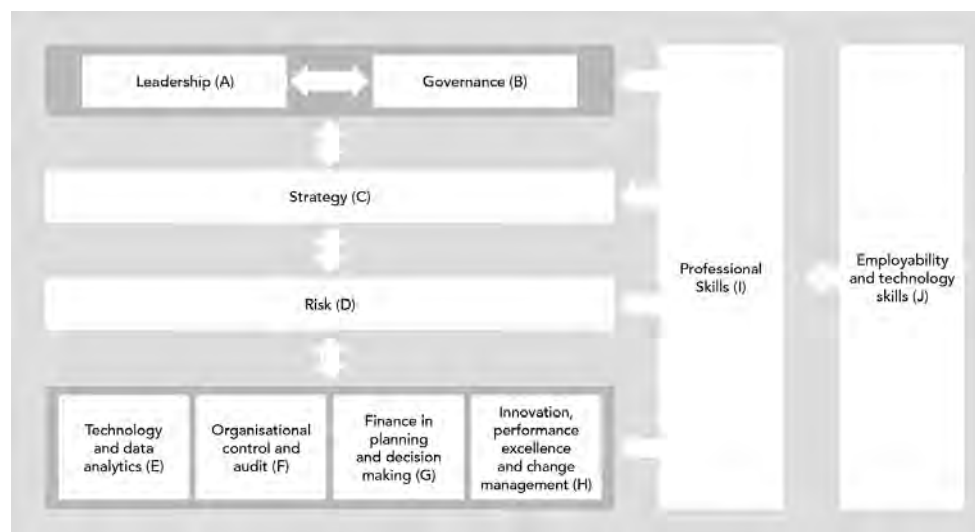 Leadership (A)
Governance (B)
Strategy (C)
Risk (D)
Technology
and data
analytics (E)
Organisational
control and
audit (F)
Finance in
planning
and decision
making (G)
Innovation,
performance
excellence
and change
management (H)
Professional
Skills (I)
Employability
and technology
skills (J)